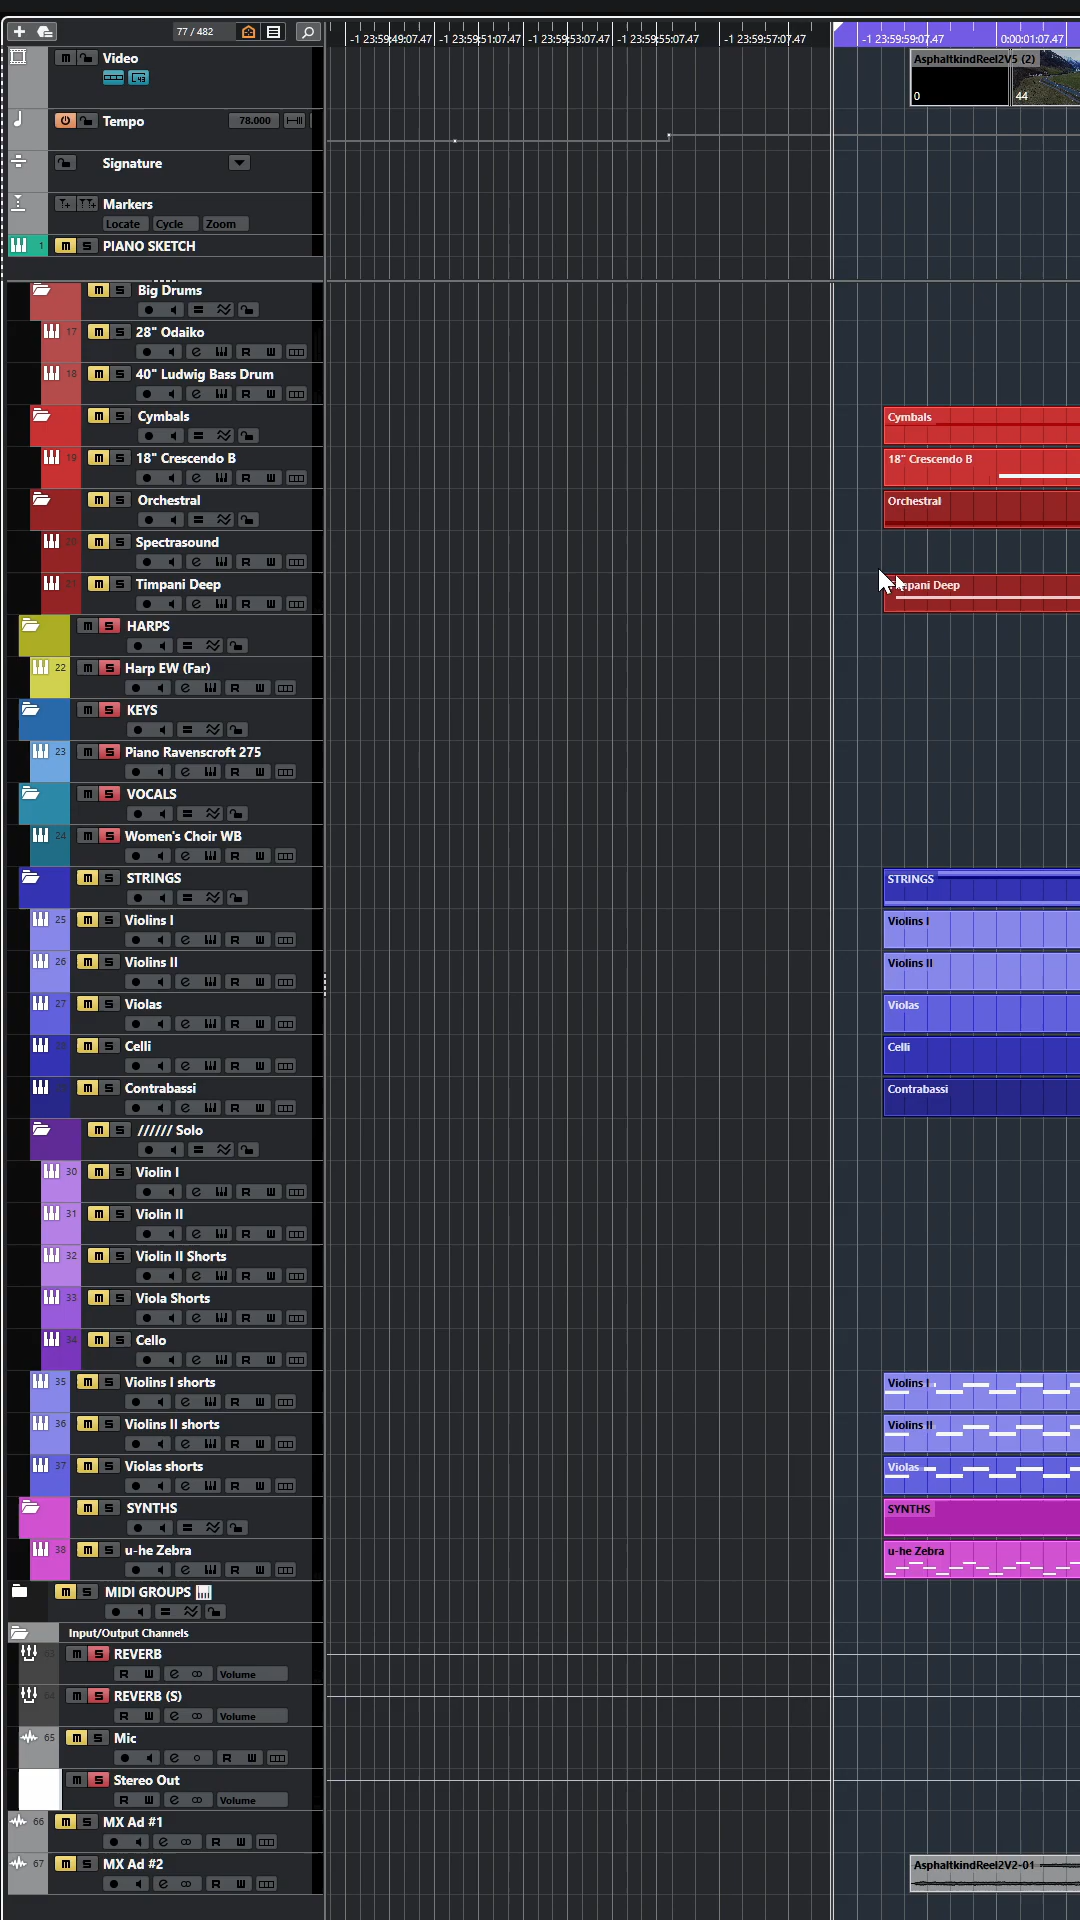 77 / 482
-1 23:59:49:07.47
-1 23:59:51:07.47
-1 23:59:53:07.47
-1 23:59:55:07.47
-1 23:59:57:07.47
-1 23:59:59:07.47
0:00:01:07.47
m Video
AsphaltkindReel2V5 (2)
0
44
Tempo 78.000
Signature
Markers
Locate Cycle Zoom
1 m S PIANO SKETCH
m S Big Drums
17 m S 28" Odaiko
R W
18 m S 40" Ludwig Bass Drum
R W
m S Cymbals
Cymbals
19 m S 18" Crescendo B
18" Crescendo B
R W
m S Orchestral
Orchestral
20 m S Spectrasound
R W
21 m S Timpani Deep
mpani Deep
R W
m S HARPS
22 m S Harp EW (Far)
R W
m S KEYS
23 m S Piano Ravenscroft 275
R W
m S VOCALS
24 m S Women's Choir WB
R W
m S STRINGS
STRINGS
25 m S Violins I
Violins I
R W
26 m S Violins II
Violins II
R W
27 m S Violas
Violas
R W
28 m S Celli
Celli
R W
m S Contrabassi
Contrabassi
R W
m S ////// Solo
30 m S Violin I
R W
31 m S Violin II
R W
32 m S Violin II Shorts
R W
33 m S Viola Shorts
R W
34 m S Cello
R W
35 m S Violins I shorts
Violins I
R W
36 m S Violins II shorts
Violins II
R W
37 m S Violas shorts
Violas
R W
m S SYNTHS
SYNTHS
38 m S u-he Zebra
u-he Zebra
R W
m S MIDI GROUPS 🎹
Input/Output Channels
63 m S REVERB
R W Volume
64 m S REVERB (S)
R W Volume
65 m S Mic
R W
m S Stereo Out
R W Volume
66 m S MX Ad #1
R W
67 m S MX Ad #2
AsphaltkindReel2V2-01
R W